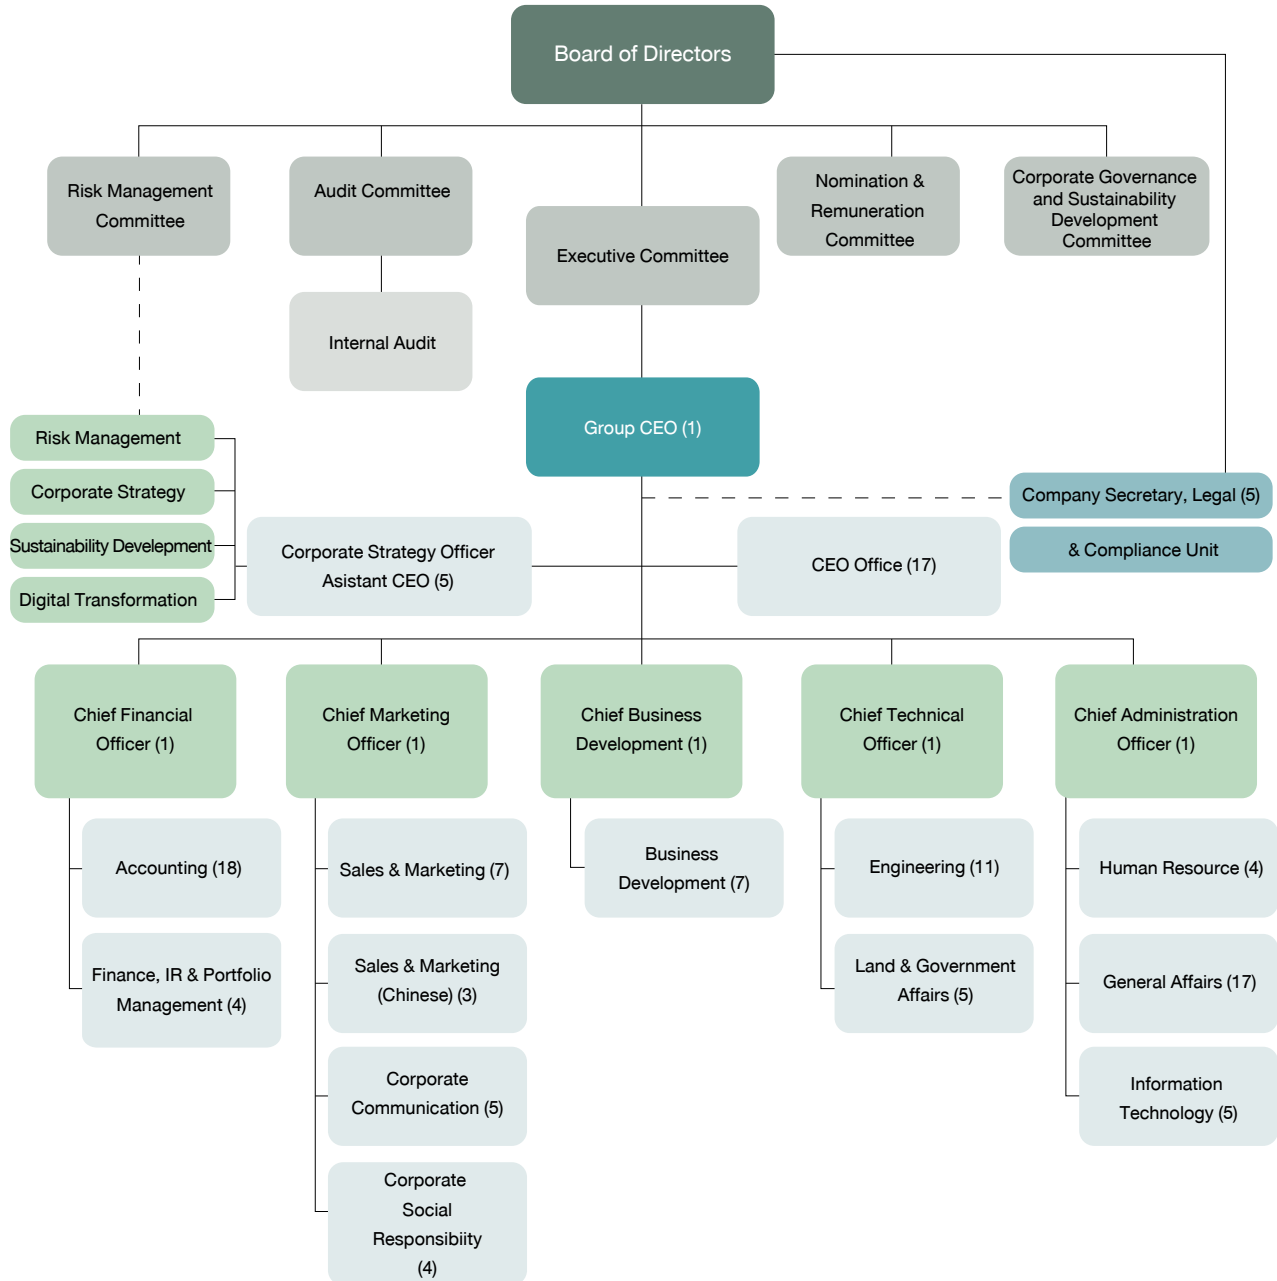 Board of Directors
Risk Management
Committee
Audit Committee
Executive Committee
Nomination &
Remuneration
Committee
Corporate Governance
and Sustainability
Development
Committee
Internal Audit
Group CEO (1)
Risk Management
Corporate Strategy
Sustainability Develepment
Digital Transformation
Company Secretary, Legal (5)
& Compliance Unit
Corporate Strategy Officer
Asistant CEO (5)
CEO Office (17)
Chief Financial
Officer (1)
Chief Marketing
Officer (1)
Chief Business
Development (1)
Chief Technical
Officer (1)
Chief Administration
Officer (1)
Accounting (18)
Finance, IR & Portfolio
Management (4)
Sales & Marketing (7)
Sales & Marketing
(Chinese) (3)
Corporate
Communication (5)
Corporate
Social
Responsibiity
(4)
Business
Development (7)
Engineering (11)
Land & Government
Affairs (5)
Human Resource (4)
General Affairs (17)
Information
Technology (5)